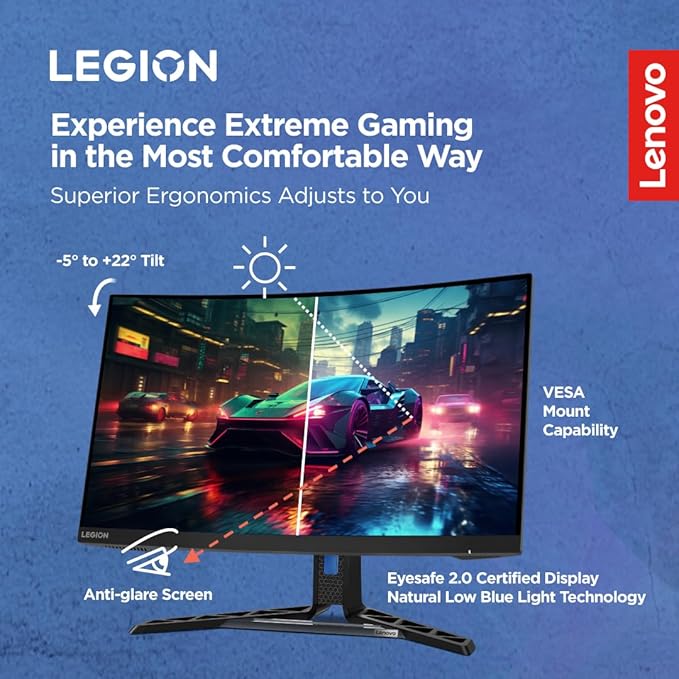 LEGION
Lenovo
Experience Extreme Gaming
in the Most Comfortable Way
Superior Ergonomics Adjusts to You
-5° to +22° Tilt
VESA
Mount
Capability
LEGION
Anti-glare Screen
Eyesafe 2.0 Certified Display
Natural Low Blue Light Technology
Lenovo